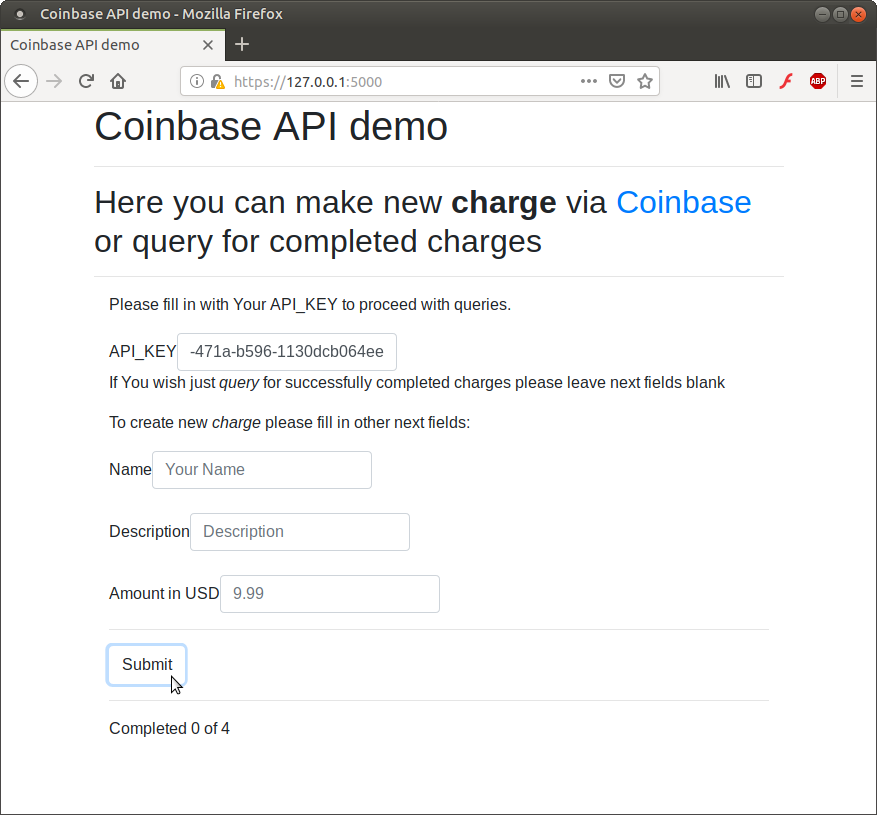 Coinbase API demo - Mozilla Firefox
Coinbase API demo
https://127.0.0.1:5000
ABP
Coinbase API demo
Here you can make new charge via Coinbase
or query for completed charges
Please fill in with Your API_KEY to proceed with queries.
API_KEY -471a-b596-1130dcb064ee
If You wish just query for successfully completed charges please leave next fields blank
To create new charge please fill in other next fields:
Name Your Name
Description Description
Amount in USD 9.99
Submit
Completed 0 of 4